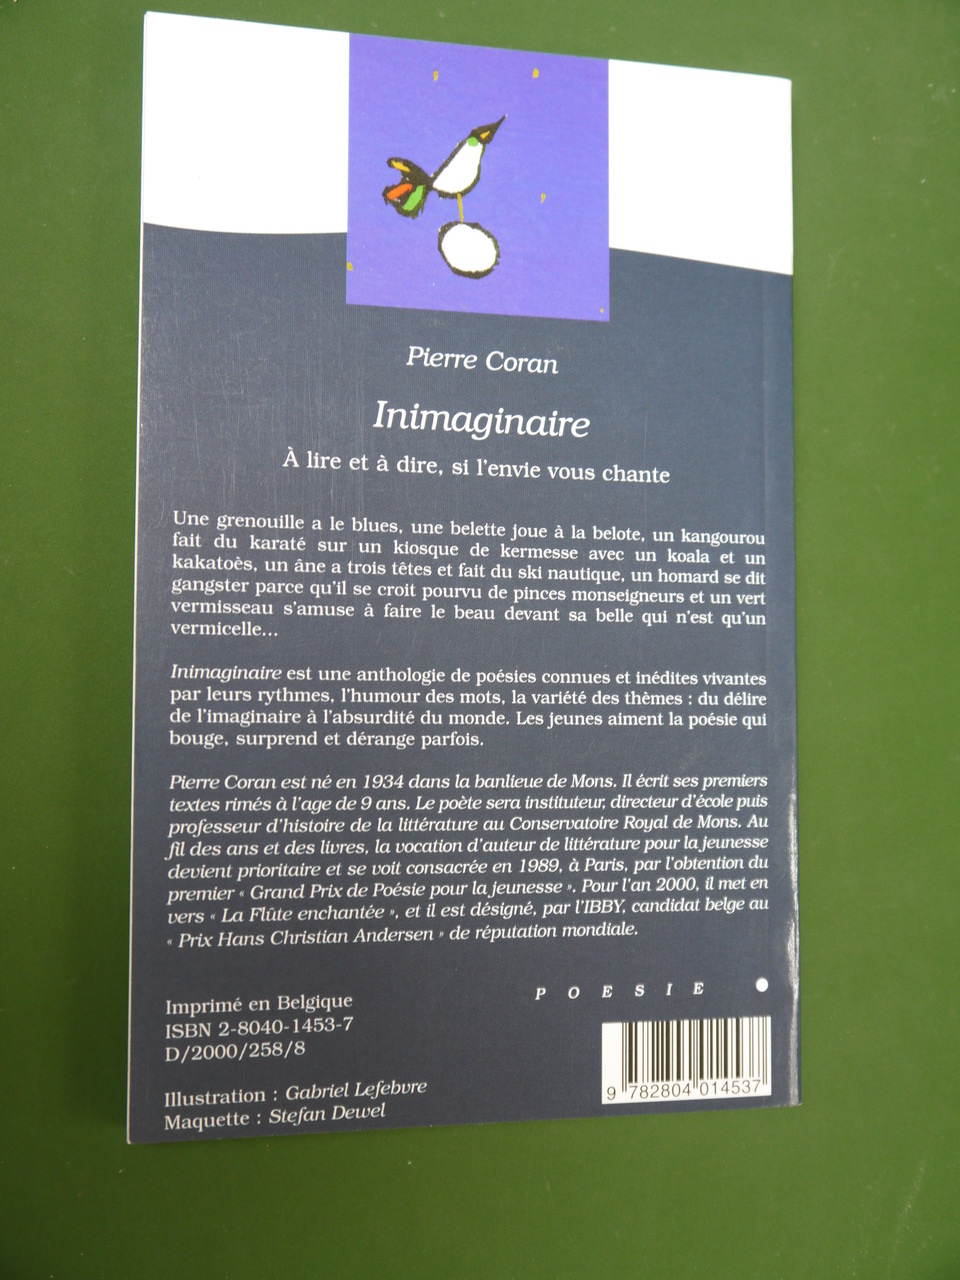 Pierre Coran
Inimaginaire
À lire et à dire, si l'envie vous chante
Une grenouille a le blues, une belette joue à la belote, un kangourou
fait du karaté sur un kiosque de kermesse avec un koala et un
kakatoès, un âne a trois têtes et fait du ski nautique, un homard se dit
gangster parce qu'il se croit pourvu de pinces monseigneurs et un vert
vermisseau s'amuse à faire le beau devant sa belle qui n'est qu'un
vermicelle...
Inimaginaire est une anthologie de poésies connues et inédites vivantes
par leurs rythmes, l'humour des mots, la variété des thèmes : du délire
de l'imaginaire à l'absurdité du monde. Les jeunes aiment la poésie qui
bouge, surprend et dérange parfois.
Pierre Coran est né en 1934 dans la banlieue de Mons. Il écrit ses premiers
textes rimés à l'age de 9 ans. Le poète sera instituteur, directeur d'école puis
professeur d'histoire de la littérature au Conservatoire Royal de Mons. Au
fil des ans et des livres, la vocation d'auteur de littérature pour la jeunesse
devient prioritaire et se voit consacrée en 1989, à Paris, par l'obtention du
premier « Grand Prix de Poésie pour la jeunesse ». Pour l'an 2000, il met en
vers « La Flûte enchantée », et il est désigné, par l'IBBY, candidat belge au
« Prix Hans Christian Andersen » de réputation mondiale.
POESIE
Imprimé en Belgique
ISBN 2-8040-1453-7
D/2000/258/8
Illustration : Gabriel Lefebvre
Maquette : Stefan Dewel
9 782804 014537